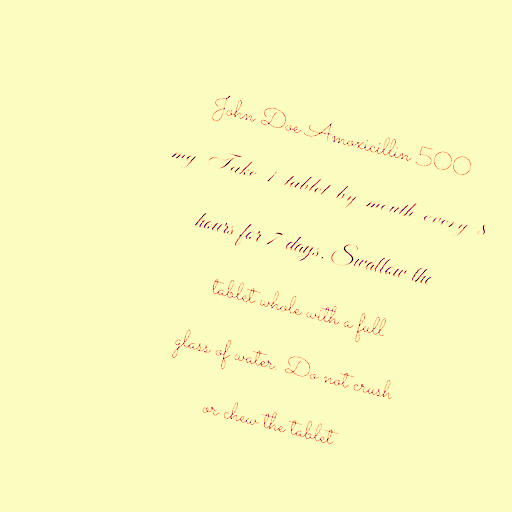 John Doe Amoxicillin 500
mg Take 1 tablet by mouth every 8
hours for 7 days. Swallow the
tablet whole with a full
glass of water. Do not crush
or chew the tablet.